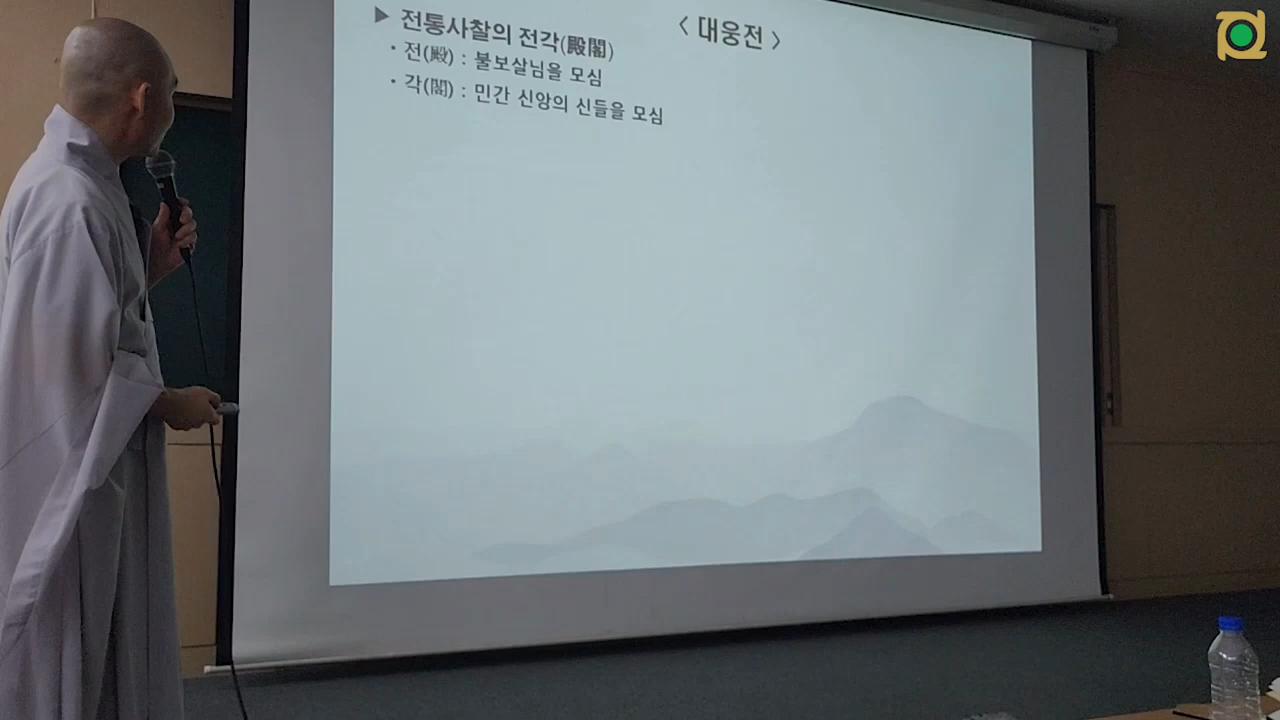 〈 대웅전 〉
▶ 전통사찰의 전각(殿閣)
• 전(殿) : 불보살님을 모심
• 각(閣) : 민간 신앙의 신들을 모심